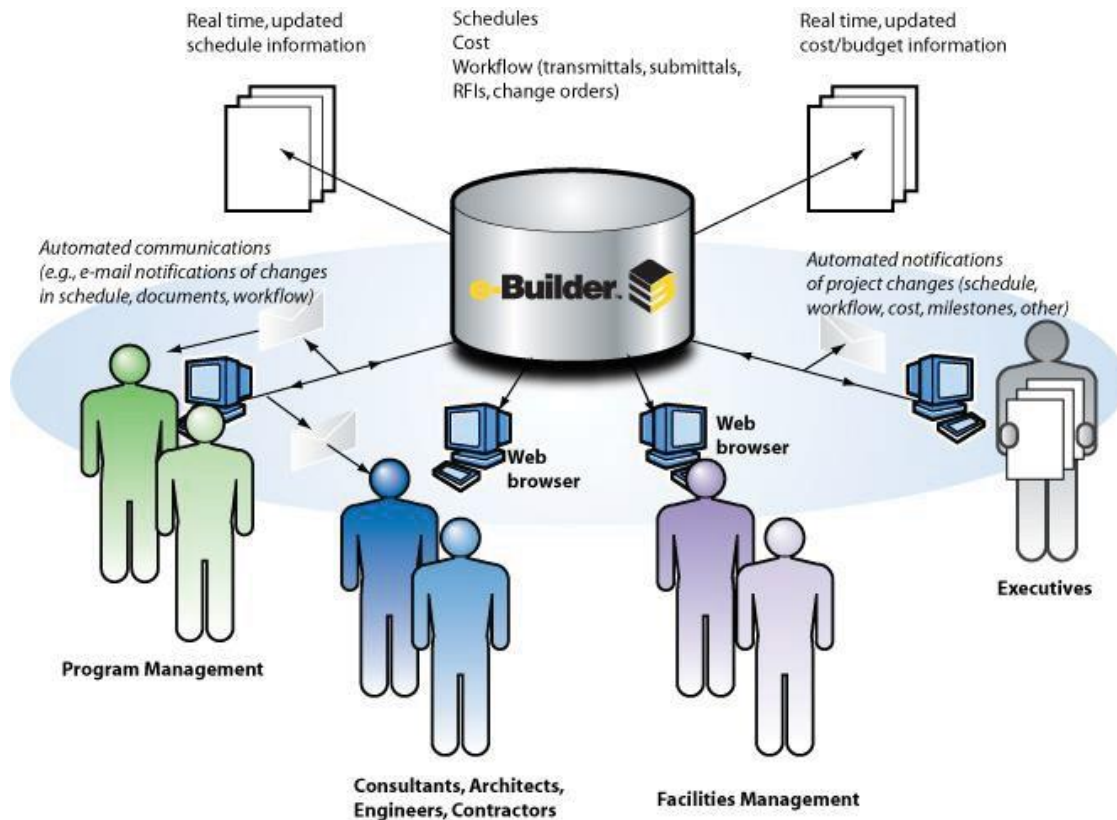 Real time, updated
schedule information
Schedules
Cost
Workflow (transmittals, submittals,
RFIs, change orders)
Real time, updated
cost/budget information
Automated communications
(e.g., e-mail notifications of changes
in schedule, documents, workflow)
e-Builder™
Automated notifications
of project changes (schedule,
workflow, cost, milestones, other)
Web
browser
Web
browser
Executives
Program Management
Consultants, Architects,
Engineers, Contractors
Facilities Management